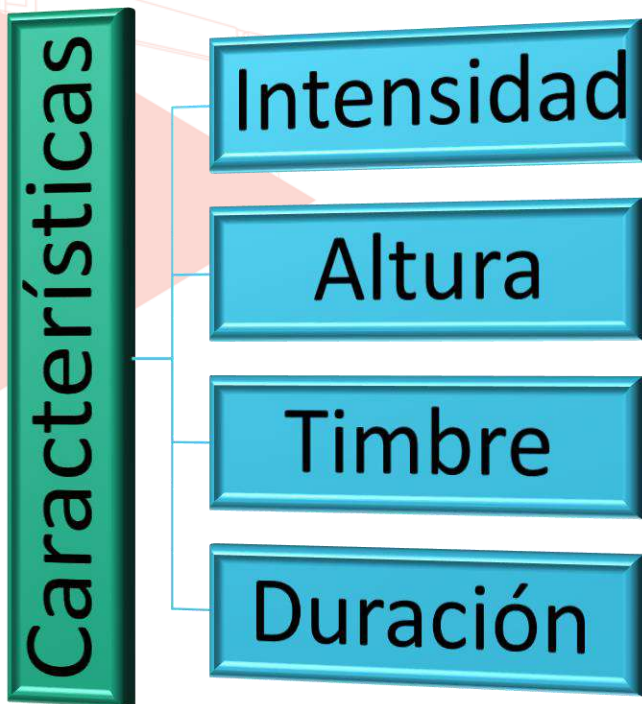 Características
Intensidad
Altura
Timbre
Duración